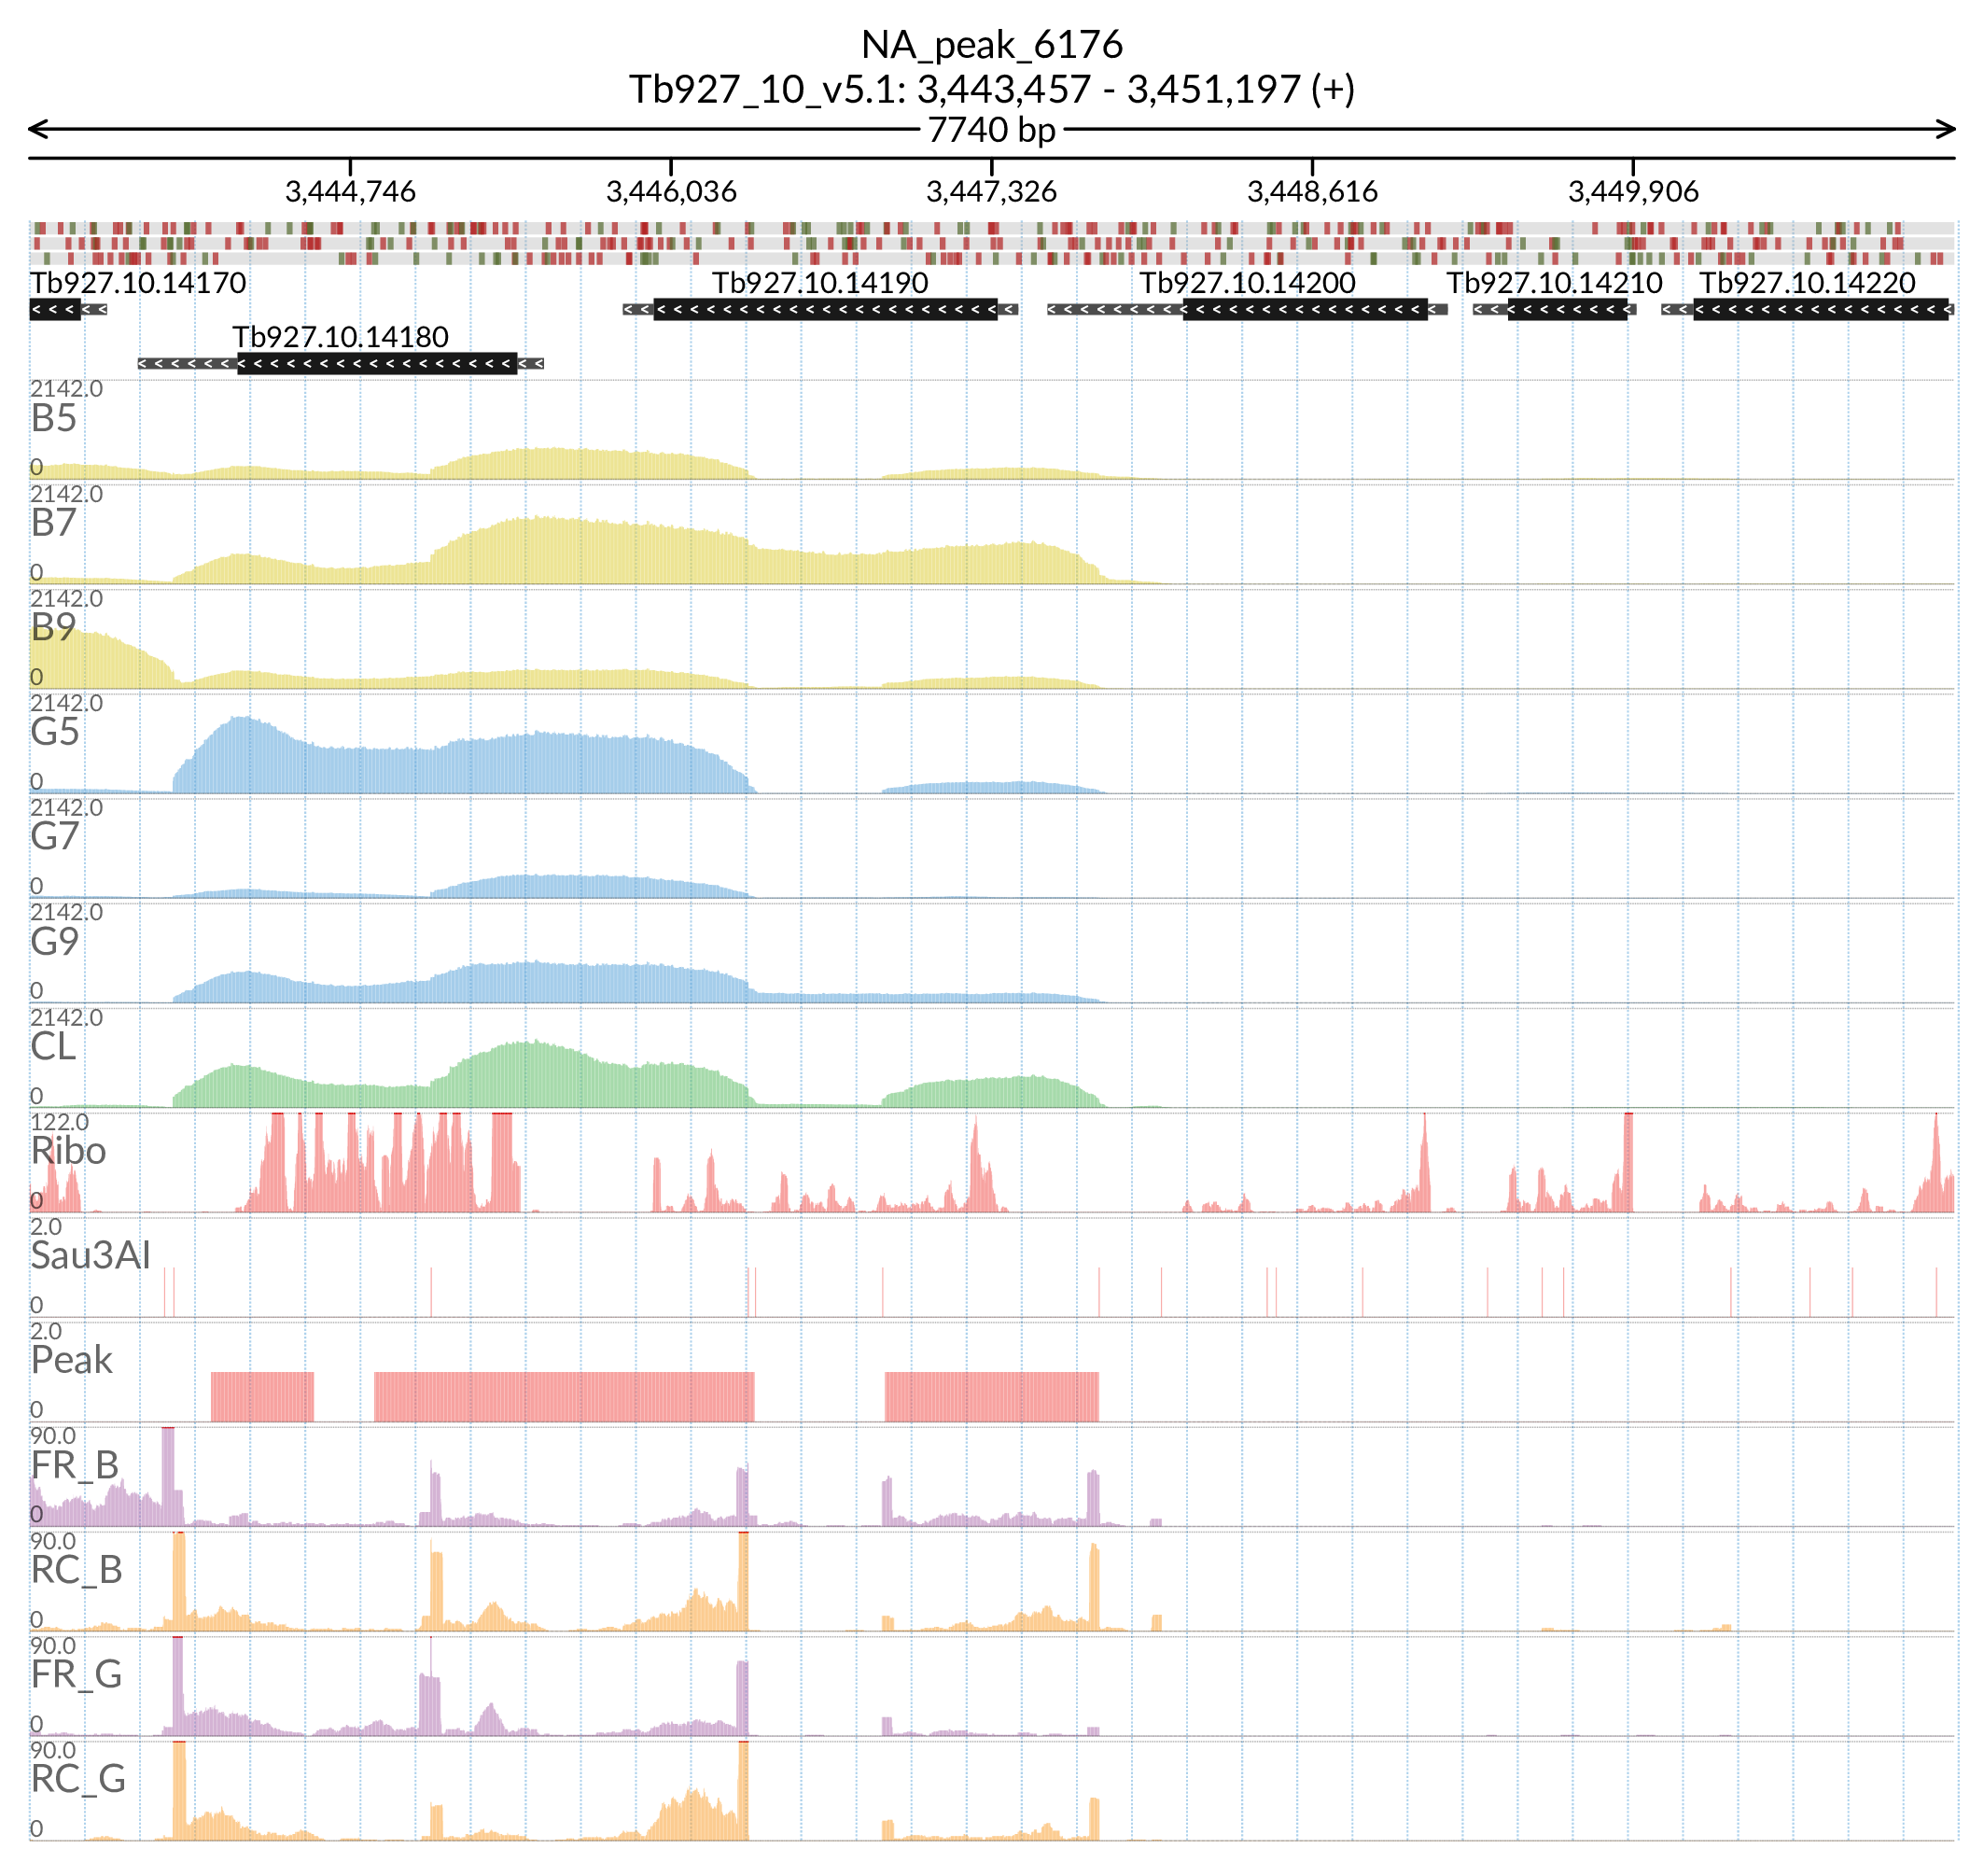 NA_peak_6176
Tb927_10_v5.1: 3,443,457 - 3,451,197 (+)
7740 bp
3,444,746 3,446,036 3,447,326 3,448,616 3,449,906
Tb927.10.14170 Tb927.10.14190 Tb927.10.14200 Tb927.10.14210 Tb927.10.14220
Tb927.10.14180
2142.0
B5
0
2142.0
B7
0
2142.0
B9
0
2142.0
G5
0
2142.0
G7
0
2142.0
G9
0
2142.0
CL
0
122.0
Ribo
0
2.0
Sau3AI
0
2.0
Peak
0
90.0
FR_B
0
90.0
RC_B
0
90.0
FR_G
0
90.0
RC_G
0